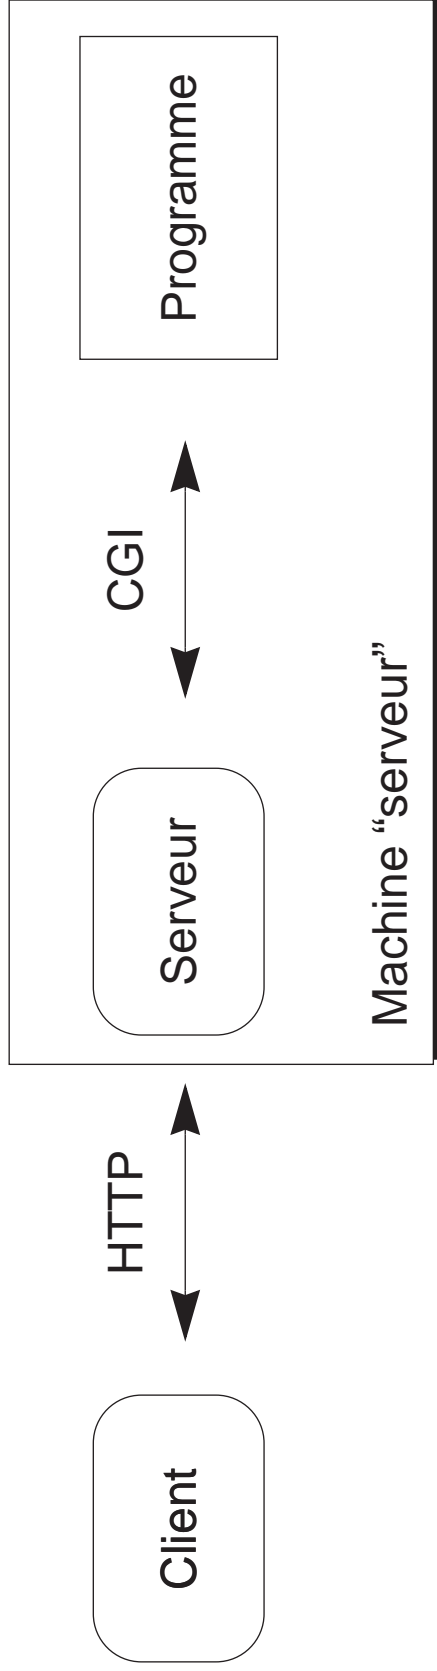 Client
HTTP
Serveur
CGI
Programme
Machine “serveur”